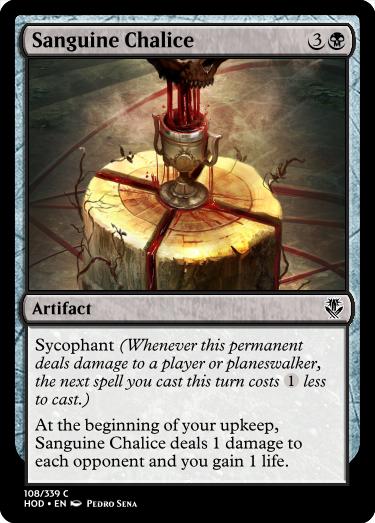 Sanguine Chalice 3
Artifact
Sycophant (Whenever this permanent
deals damage to a player or planeswalker,
the next spell you cast this turn costs 1 less
to cast.)
At the beginning of your upkeep,
Sanguine Chalice deals 1 damage to
each opponent and you gain 1 life.
108/339 C
HOD • EN Pedro Sena